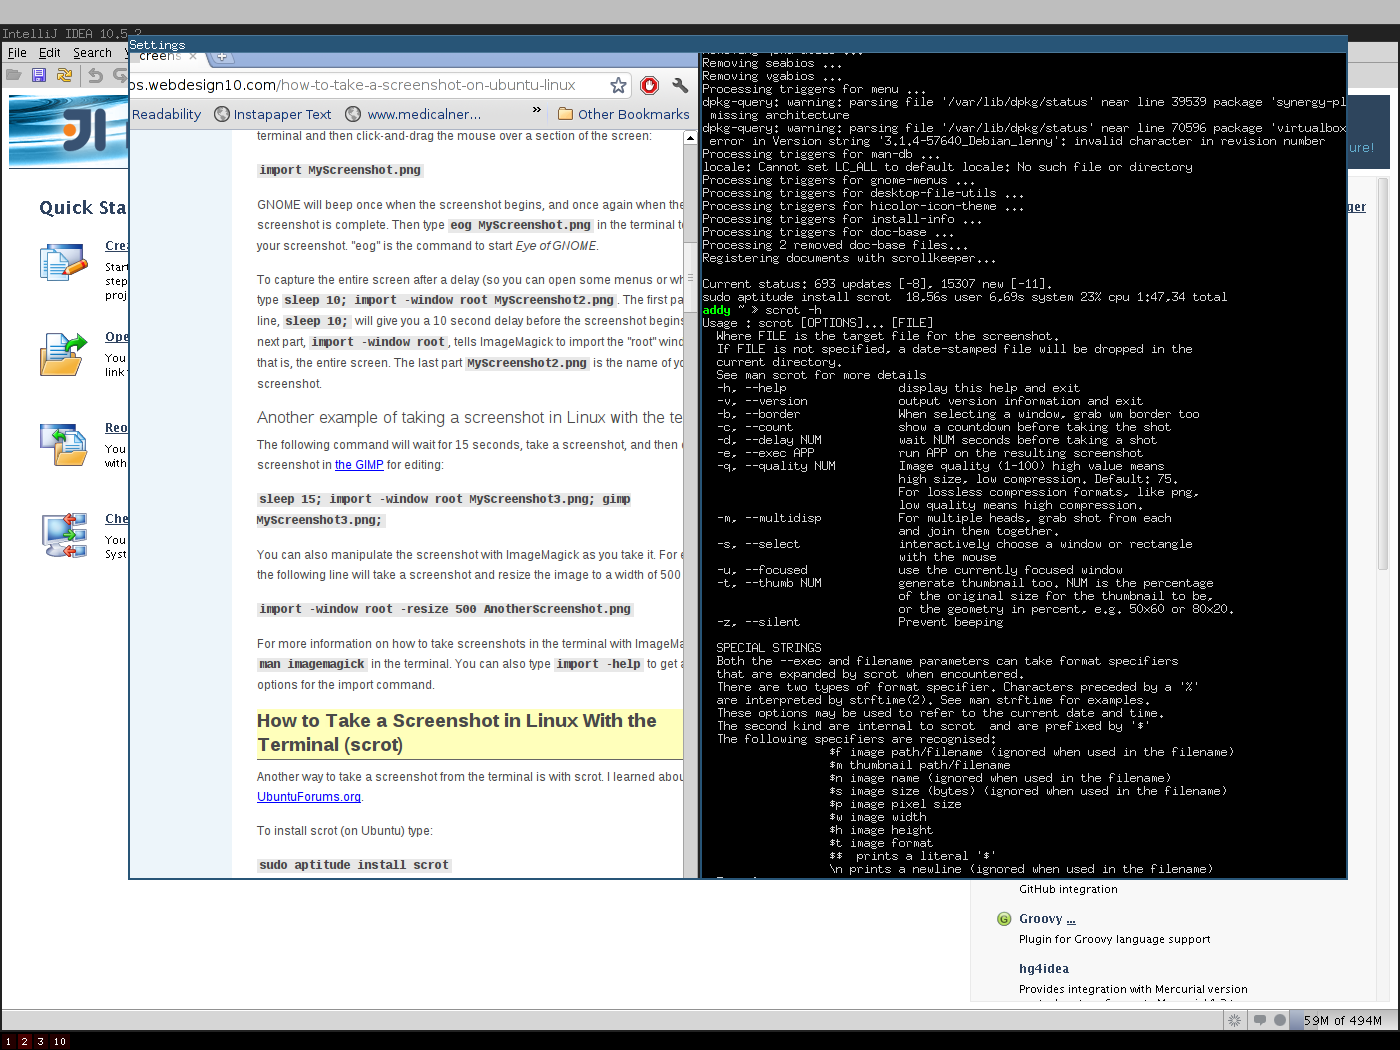 IntelliJ IDEA 10.5.2
File Edit Search
Settings
creens
os.webdesign10.com/how-to-take-a-screenshot-on-ubuntu-linux
Readability Instapaper Text www.medicalner... » Other Bookmarks
Quick Sta
Crea
Start
step
proj
Ope
You
link
Reo
You
with
Che
You
Syst
terminal and then click-and-drag the mouse over a section of the screen:
import MyScreenshot.png
GNOME will beep once when the screenshot begins, and once again when the
screenshot is complete. Then type eog MyScreenshot.png in the terminal to
your screenshot. "eog" is the command to start Eye of GNOME.
To capture the entire screen after a delay (so you can open some menus or wh
type sleep 10; import -window root MyScreenshot2.png. The first pa
line, sleep 10; will give you a 10 second delay before the screenshot begins
next part, import -window root, tells ImageMagick to import the "root" wind
that is, the entire screen. The last part MyScreenshot2.png is the name of yo
screenshot.
Another example of taking a screenshot in Linux with the te
The following command will wait for 15 seconds, take a screenshot, and then
screenshot in the GIMP for editing:
sleep 15; import -window root MyScreenshot3.png; gimp
MyScreenshot3.png;
You can also manipulate the screenshot with ImageMagick as you take it. For e
the following line will take a screenshot and resize the image to a width of 500
import -window root -resize 500 AnotherScreenshot.png
For more information on how to take screenshots in the terminal with ImageMa
man imagemagick in the terminal. You can also type import -help to get a
options for the import command.
How to Take a Screenshot in Linux With the
Terminal (scrot)
Another way to take a screenshot from the terminal is with scrot. I learned abou
UbuntuForums.org.
To install scrot (on Ubuntu) type:
sudo aptitude install scrot
Removing seabios ...
Removing vgabios ...
Processing triggers for menu ...
dpkg-query: warning: parsing file '/var/lib/dpkg/status' near line 39539 package 'synergy-pl
missing architecture
dpkg-query: warning: parsing file '/var/lib/dpkg/status' near line 70596 package 'virtualbox
error in Version string '3.1.4-57640_Debian_lenny': invalid character in revision number
Processing triggers for man-db ...
locale: Cannot set LC_ALL to default locale: No such file or directory
Processing triggers for gnome-menus ...
Processing triggers for desktop-file-utils ...
Processing triggers for hicolor-icon-theme ...
Processing triggers for install-info ...
Processing triggers for doc-base ...
Processing 2 removed doc-base files...
Registering documents with scrollkeeper...
Current status: 693 updates [-8], 15307 new [-11].
sudo aptitude install scrot 18,56s user 6,69s system 23% cpu 1:47,34 total
addy ~ > scrot -h
Usage : scrot [OPTIONS]... [FILE]
Where FILE is the target file for the screenshot.
If FILE is not specified, a date-stamped file will be dropped in the
current directory.
See man scrot for more details
-h, --help display this help and exit
-v, --version output version information and exit
-b, --border When selecting a window, grab wm border too
-c, --count show a countdown before taking the shot
-d, --delay NUM wait NUM seconds before taking a shot
-e, --exec APP run APP on the resulting screenshot
-q, --quality NUM Image quality (1-100) high value means
high size, low compression. Default: 75.
For lossless compression formats, like png,
low quality means high compression.
-m, --multidisp For multiple heads, grab shot from each
and join them together.
-s, --select interactively choose a window or rectangle
with the mouse
-u, --focused use the currently focused window
-t, --thumb NUM generate thumbnail too. NUM is the percentage
of the original size for the thumbnail to be,
or the geometry in percent, e.g. 50x60 or 80x20.
-z, --silent Prevent beeping
SPECIAL STRINGS
Both the --exec and filename parameters can take format specifiers
that are expanded by scrot when encountered.
There are two types of format specifier. Characters preceded by a '%'
are interpreted by strftime(2). See man strftime for examples.
These options may be used to refer to the current date and time.
The second kind are internal to scrot and are prefixed by '$'
The following specifiers are recognised:
$f image path/filename (ignored when used in the filename)
$m thumbnail path/filename
$n image name (ignored when used in the filename)
$s image size (bytes) (ignored when used in the filename)
$p image pixel size
$w image width
$h image height
$t image format
$$ prints a literal '$'
\n prints a newline (ignored when used in the filename)
ure!
ger
GitHub integration
Groovy ...
Plugin for Groovy language support
hg4idea
Provides integration with Mercurial version
59M of 494M
1 2 3 10